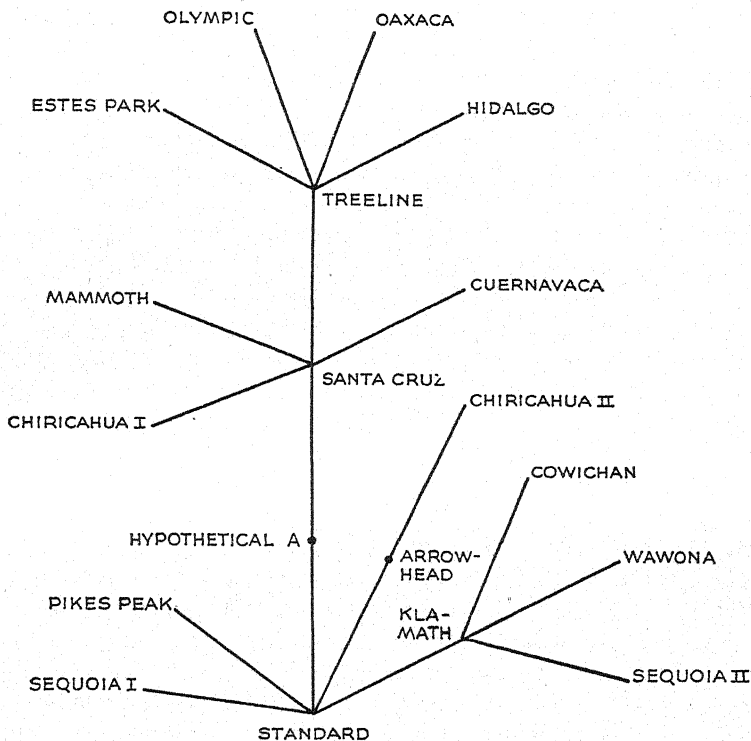 OLYMPIC
OAXACA
ESTES PARK
HIDALGO
TREELINE
MAMMOTH
CUERNAVACA
SANTA CRUZ
CHIRICAHUA I
CHIRICAHUA II
COWICHAN
HYPOTHETICAL A
ARROW-
HEAD
WAWONA
PIKES PEAK
KLA-
MATH
SEQUOIA I
SEQUOIA II
STANDARD